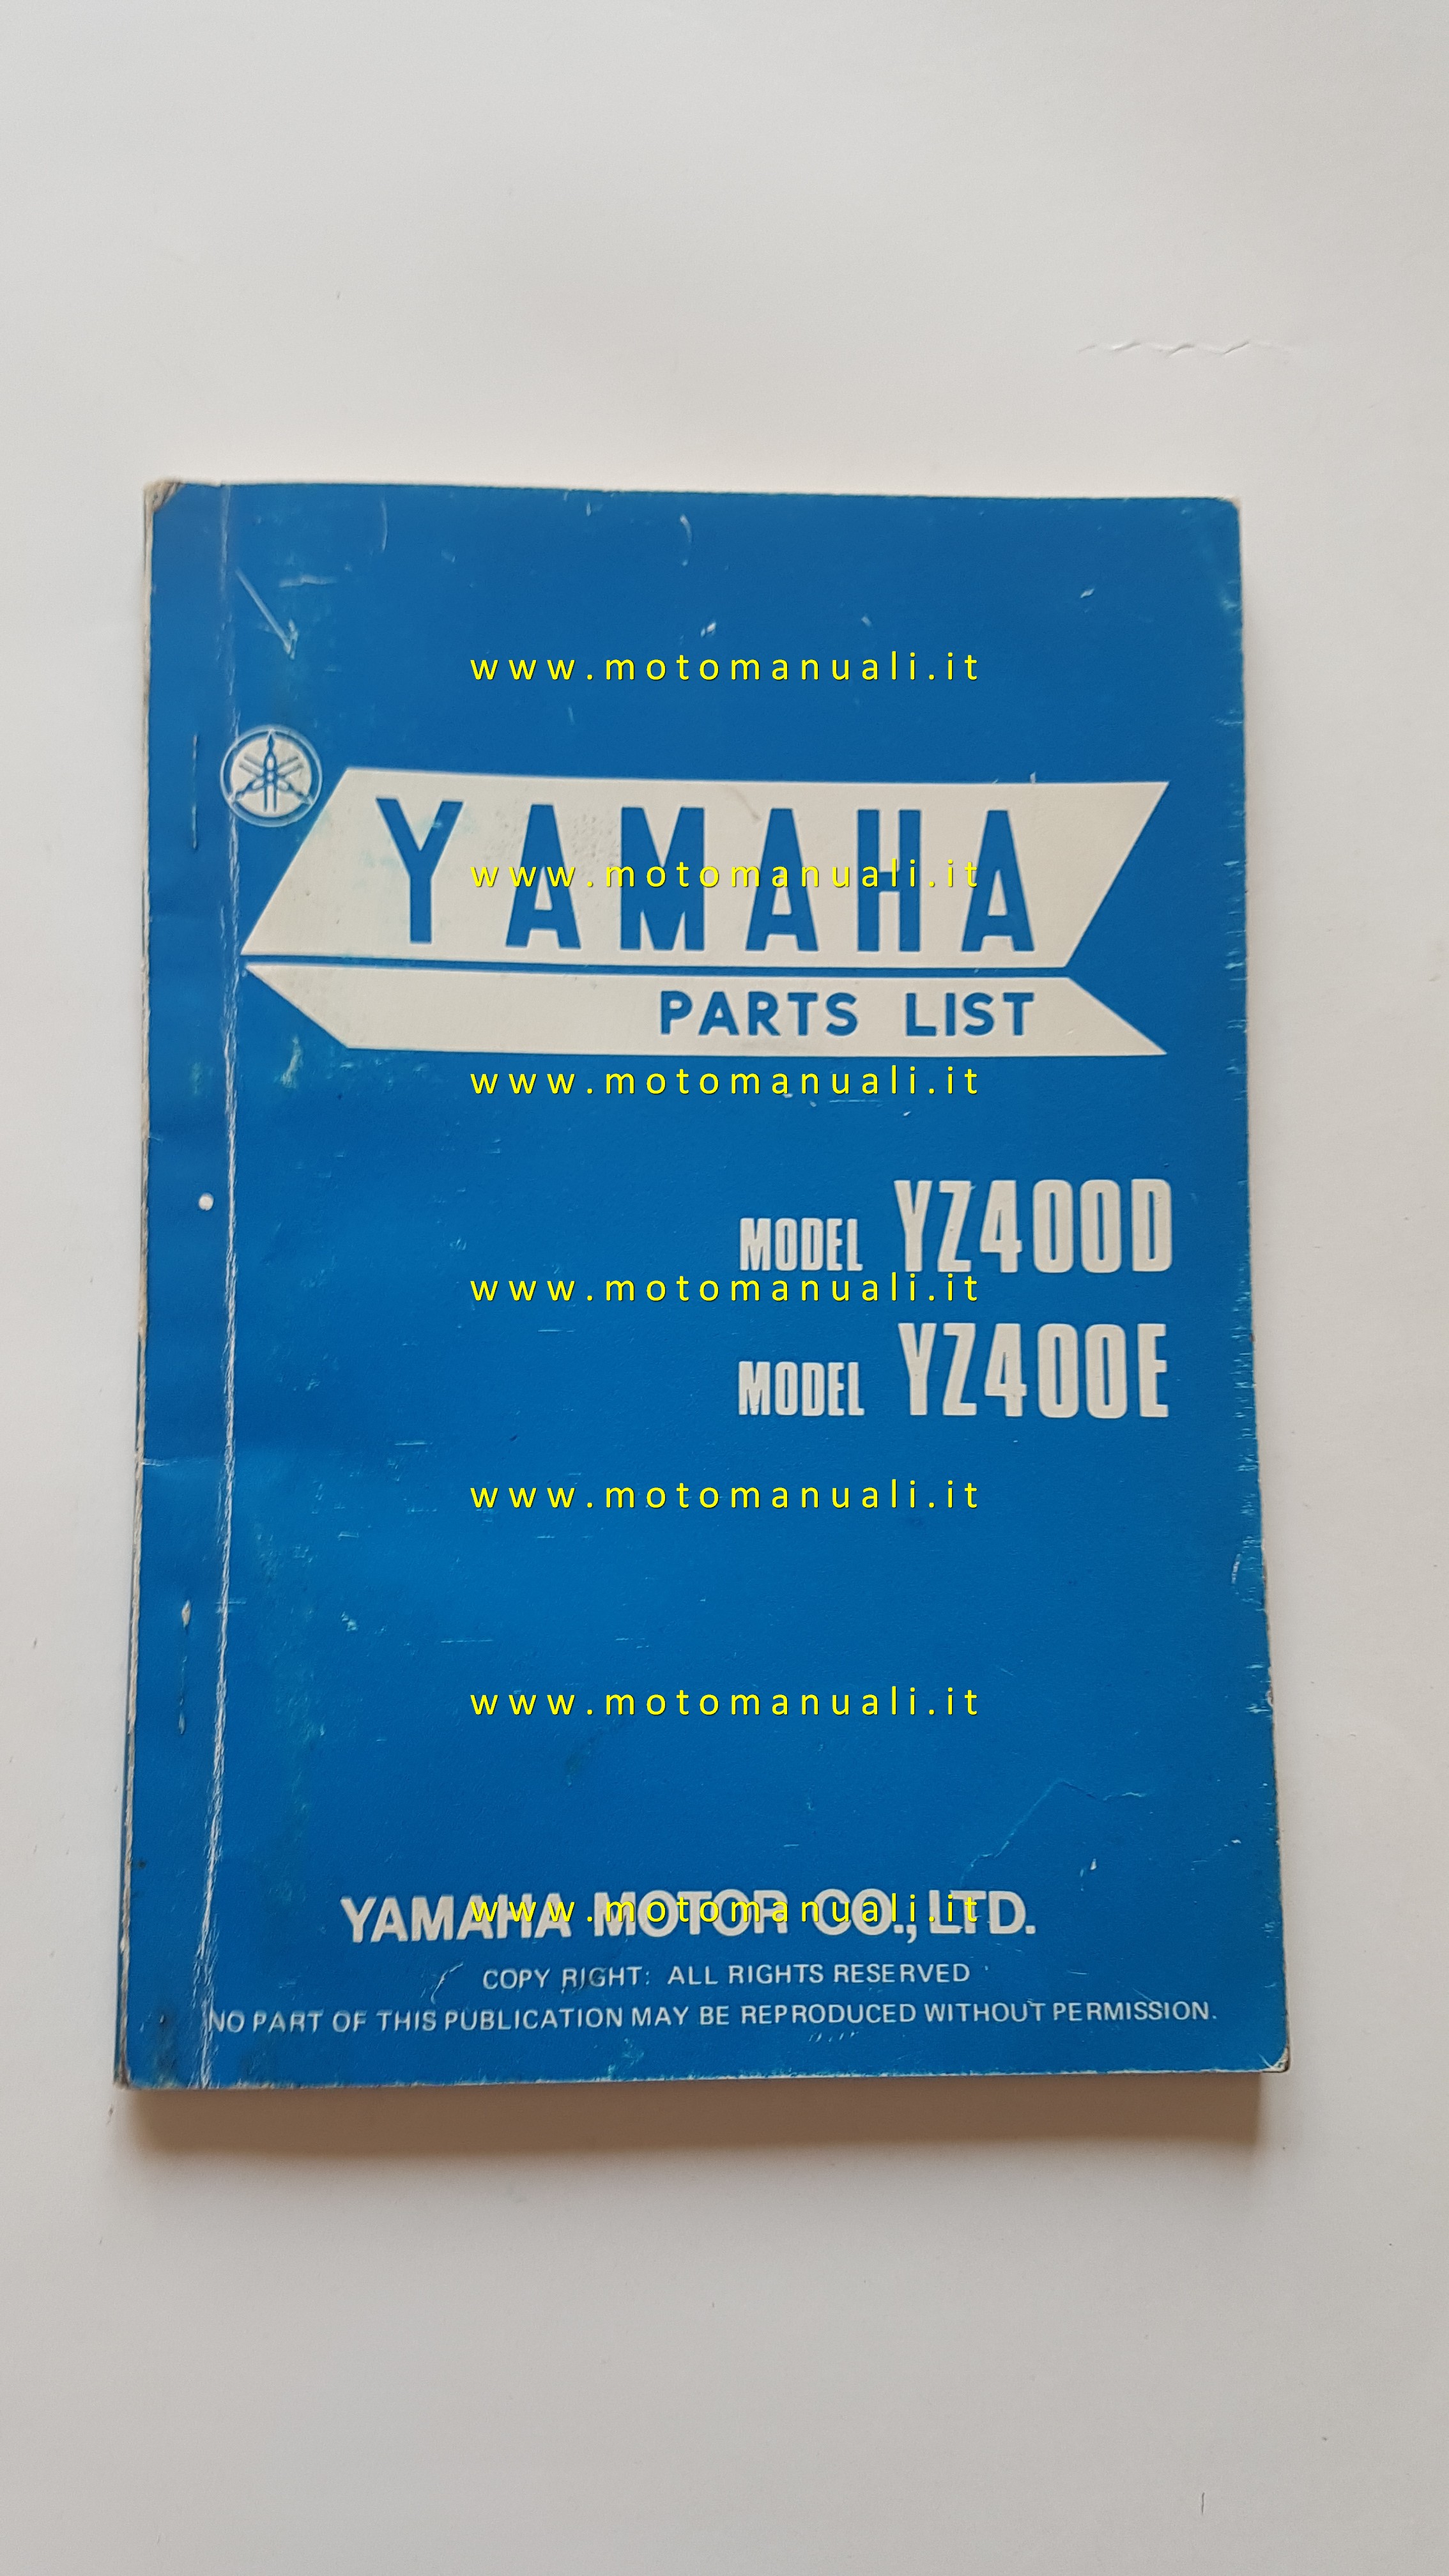 www.motomanuali.it
YAMAHA
www.motomanuali.it
PARTS LIST
www.motomanuali.it
MODEL YZ400D
www.motomanuali.it
MODEL YZ400E
www.motomanuali.it
www.motomanuali.it
YAMAHA MOTOR CO., LTD.
www.motomanuali.it
COPY RIGHT: ALL RIGHTS RESERVED
NO PART OF THIS PUBLICATION MAY BE REPRODUCED WITHOUT PERMISSION.